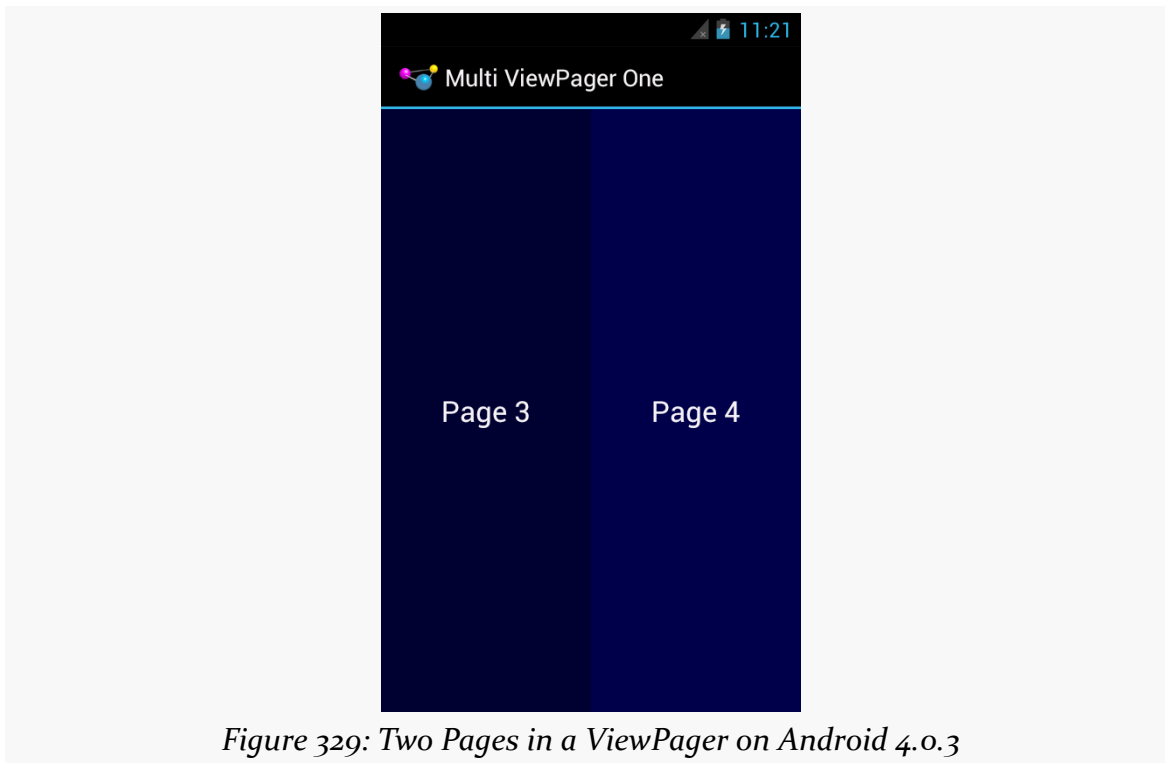 11:21
Multi ViewPager One
Page 3 Page 4
Figure 329: Two Pages in a ViewPager on Android 4.0.3